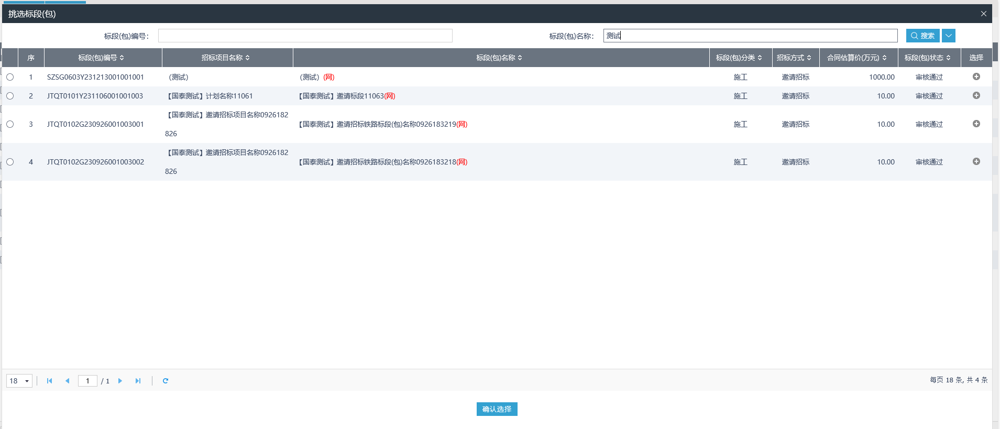 挑选标段(包)
标段(包)编号：
标段(包)名称：
测试
搜索
序
标段(包)编号
招标项目名称
标段(包)名称
标段(包)分类
招标方式
合同估算价(万元)
标段(包)状态
选择
1
SZSG0603Y231213001001001
（测试）
（测试）(网)
施工
邀请招标
1000.00
审核通过
2
JTQT0101Y231106001001003
【国泰测试】计划名称11061
【国泰测试】邀请标段11063(网)
施工
邀请招标
10.00
审核通过
3
JTQT0102G230926001003001
【国泰测试】邀请招标项目名称0926182
826
【国泰测试】邀请招标铁路标段(包)名称0926183219(网)
施工
邀请招标
10.00
审核通过
4
JTQT0102G230926001003002
【国泰测试】邀请招标项目名称0926182
826
【国泰测试】邀请招标铁路标段(包)名称0926183218(网)
施工
邀请招标
10.00
审核通过
18
1
/ 1
每页 18 条, 共 4 条
确认选择